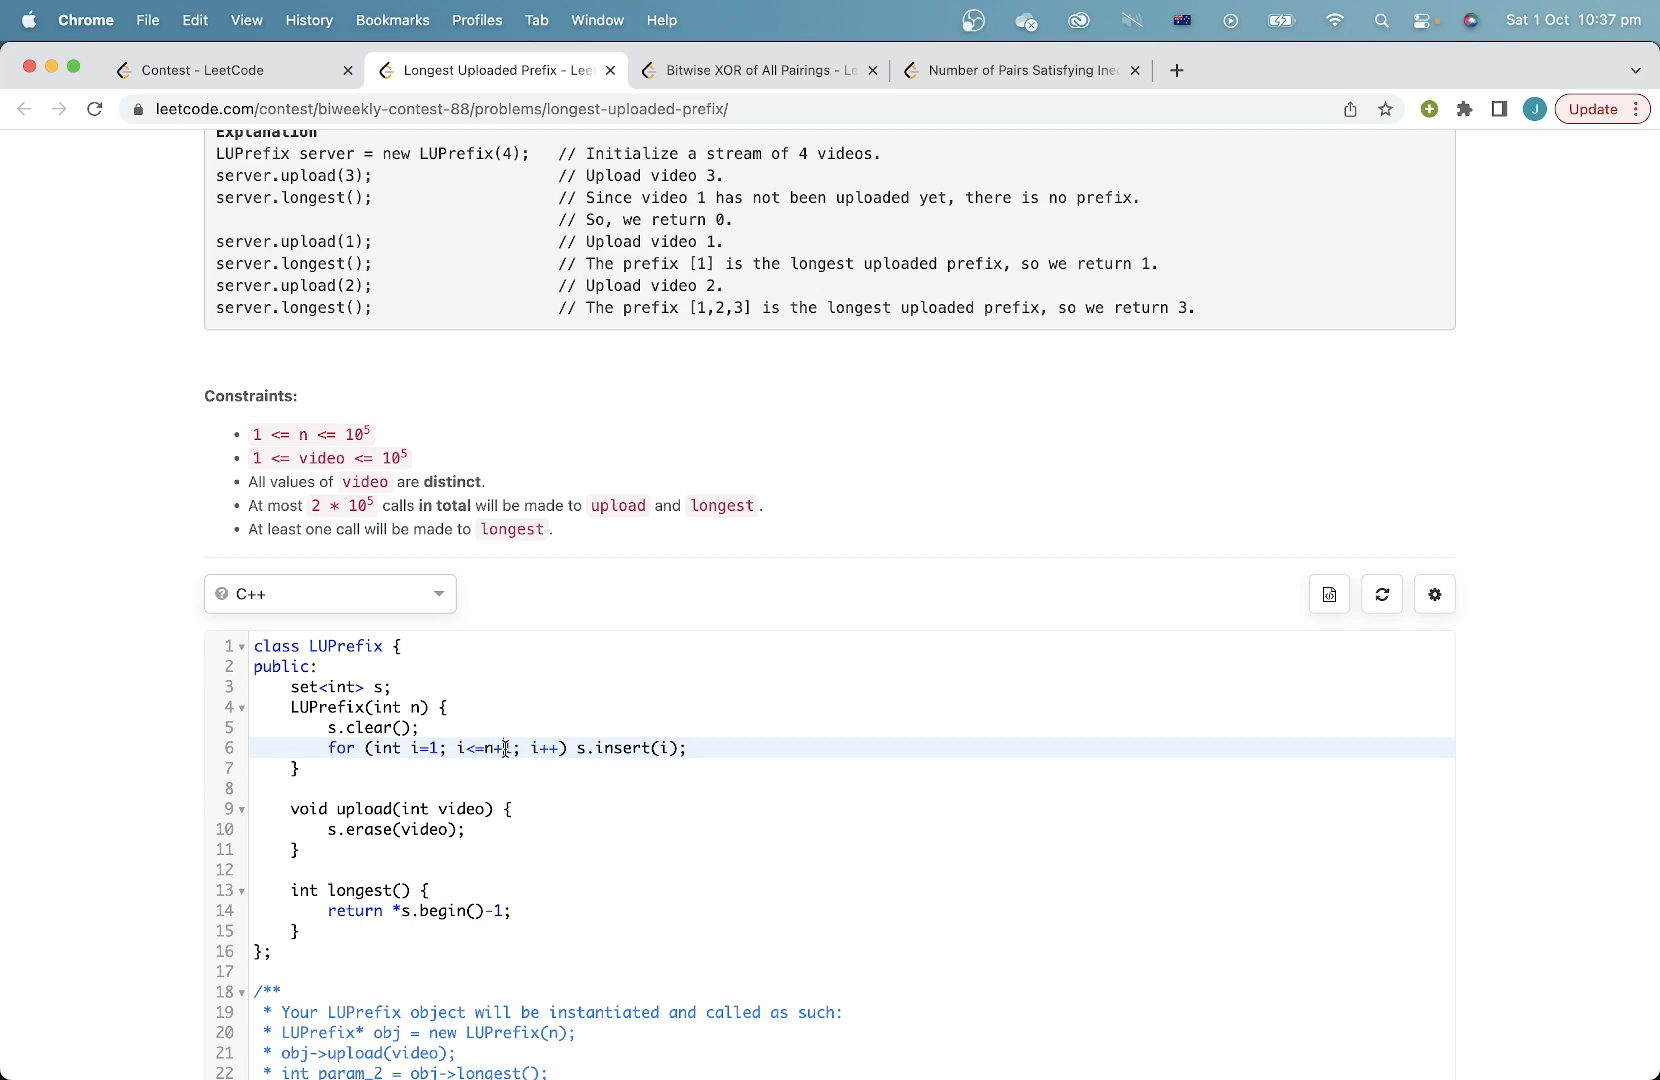 Chrome File Edit View History Bookmarks Profiles Tab Window Help Sat 1 Oct 10:37 pm
Contest - LeetCode Longest Uploaded Prefix - Leet Bitwise XOR of All Pairings - Le Number of Pairs Satisfying Ine
leetcode.com/contest/biweekly-contest-88/problems/longest-uploaded-prefix/ J Update
Explanation
LUPrefix server = new LUPrefix(4); // Initialize a stream of 4 videos.
server.upload(3); // Upload video 3.
server.longest(); // Since video 1 has not been uploaded yet, there is no prefix.
// So, we return 0.
server.upload(1); // Upload video 1.
server.longest(); // The prefix [1] is the longest uploaded prefix, so we return 1.
server.upload(2); // Upload video 2.
server.longest(); // The prefix [1,2,3] is the longest uploaded prefix, so we return 3.
Constraints:
• 1 <= n <= 10⁵
• 1 <= video <= 10⁵
• All values of video are distinct.
• At most 2 * 10⁵ calls in total will be made to upload and longest.
• At least one call will be made to longest.
C++
1 class LUPrefix {
2 public:
3 set<int> s;
4 LUPrefix(int n) {
5 s.clear();
6 for (int i=1; i<=n+1; i++) s.insert(i);
7 }
8
9 void upload(int video) {
10 s.erase(video);
11 }
12
13 int longest() {
14 return *s.begin()-1;
15 }
16 };
17
18 /**
19 * Your LUPrefix object will be instantiated and called as such:
20 * LUPrefix* obj = new LUPrefix(n);
21 * obj->upload(video);
22 * int param_2 = obj->longest();